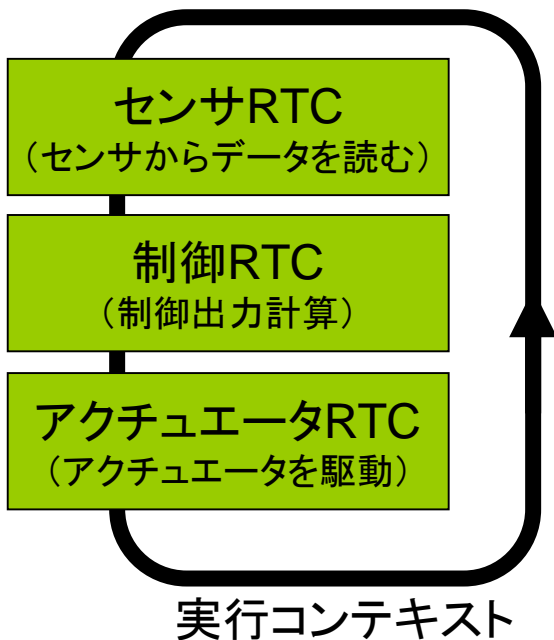 センサRTC
（センサからデータを読む）
制御RTC
（制御出力計算）
アクチュエータRTC
（アクチュエータを駆動）
実行コンテキスト